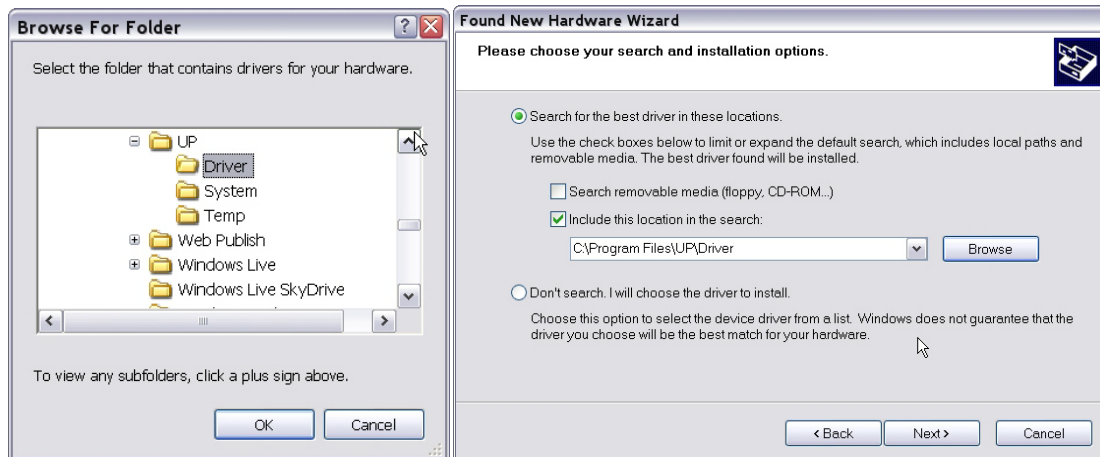 Browse For Folder
Select the folder that contains drivers for your hardware.
UP
Driver
System
Temp
Web Publish
Windows Live
Windows Live SkyDrive
To view any subfolders, click a plus sign above.
OK
Cancel
Found New Hardware Wizard
Please choose your search and installation options.
Search for the best driver in these locations.
Use the check boxes below to limit or expand the default search, which includes local paths and
removable media. The best driver found will be installed.
Search removable media (floppy, CD-ROM...)
Include this location in the search:
C:\Program Files\UP\Driver
Browse
Don't search. I will choose the driver to install.
Choose this option to select the device driver from a list. Windows does not guarantee that the
driver you choose will be the best match for your hardware.
< Back
Next >
Cancel